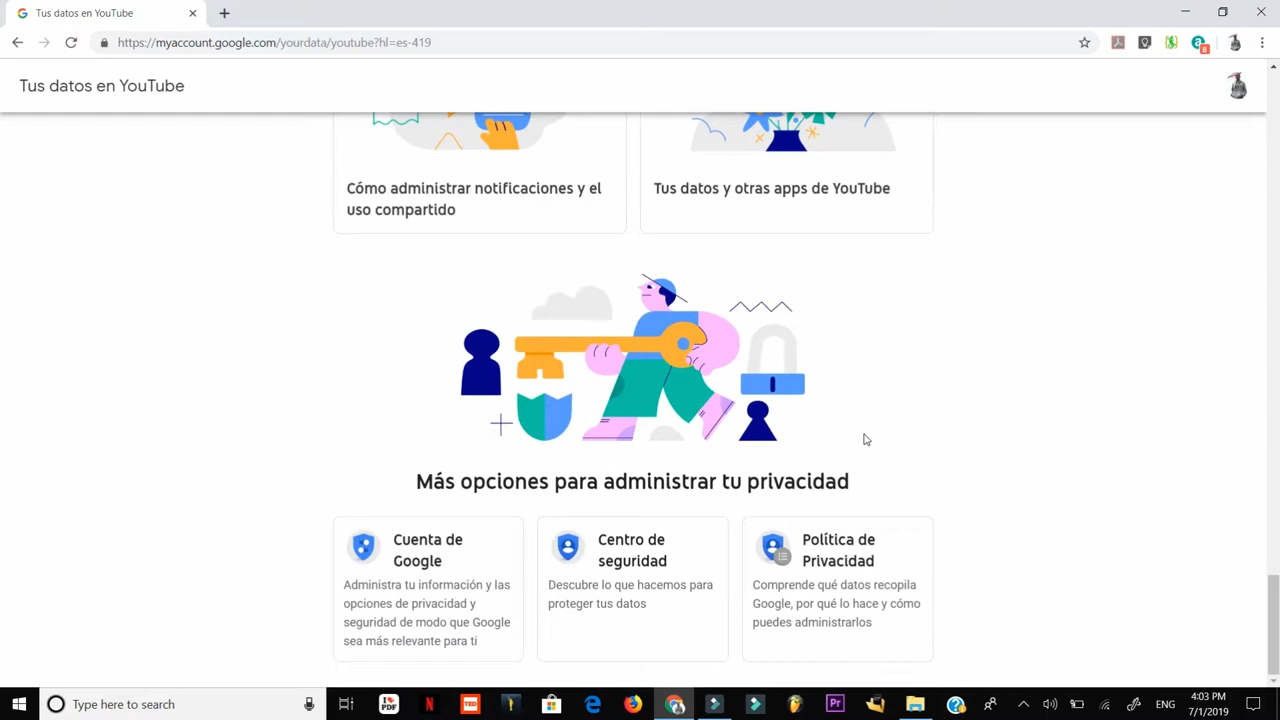 Tus datos en YouTube
https://myaccount.google.com/yourdata/youtube?hl=es-419
8
Tus datos en YouTube
Cómo administrar notificaciones y el
uso compartido
Tus datos y otras apps de YouTube
Más opciones para administrar tu privacidad
Cuenta de
Google
Administra tu información y las
opciones de privacidad y
seguridad de modo que Google
sea más relevante para ti
Centro de
seguridad
Descubre lo que hacemos para
proteger tus datos
Política de
Privacidad
Comprende qué datos recopila
Google, por qué lo hace y cómo
puedes administrarlos
Type here to search
I PDF
N
TED
Pr
ENG
4:03 PM
7/1/2019